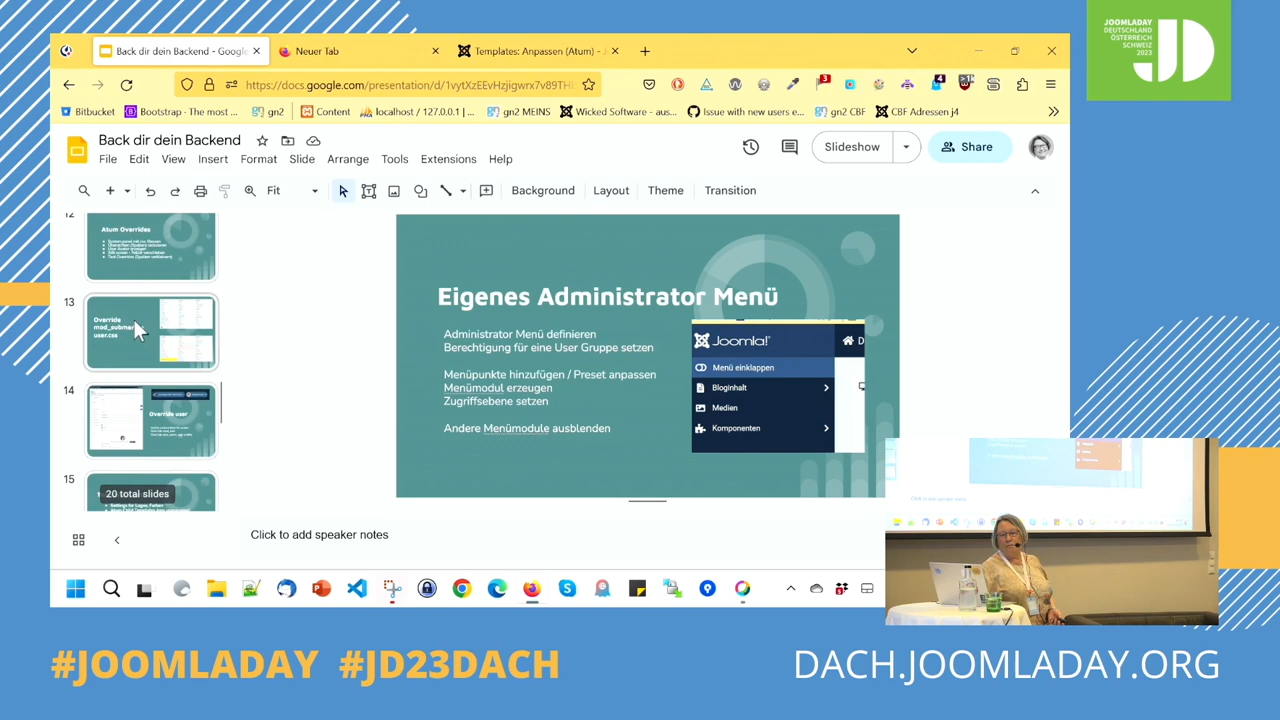 JOOMLADAY
DEUTSCHLAND
ÖSTERREICH
SCHWEIZ
2023
JD
Back dir dein Backend - Google
Neuer Tab
Templates: Anpassen (Atum) - J
https://docs.google.com/presentation/d/1vytXzEEvHzjigwrx7v89TH
Bitbucket
Bootstrap - The most ...
gn2
Content
localhost / 127.0.0.1 | ...
gn2 MEINS
Wicked Software - aus...
Issue with new users e...
gn2 CBF
CBF Adressen j4
Back dir dein Backend
File Edit View Insert Format Slide Arrange Tools Extensions Help
Slideshow
Share
Fit
Background Layout Theme Transition
12
Atum Overrides
13
Override
mod_subme
user.css
14
Override user
15
20 total slides
Eigenes Administrator Menü
Administrator Menü definieren
Berechtigung für eine User Gruppe setzen
Menüpunkte hinzufügen / Preset anpassen
Menümodul erzeugen
Zugriffsebene setzen
Andere Menümodule ausblenden
Joomla!
D
Menü einklappen
Bloginhalt
Medien
Komponenten
Click to add speaker notes
#JOOMLADAY #JD23DACH
DACH.JOOMLADAY.ORG